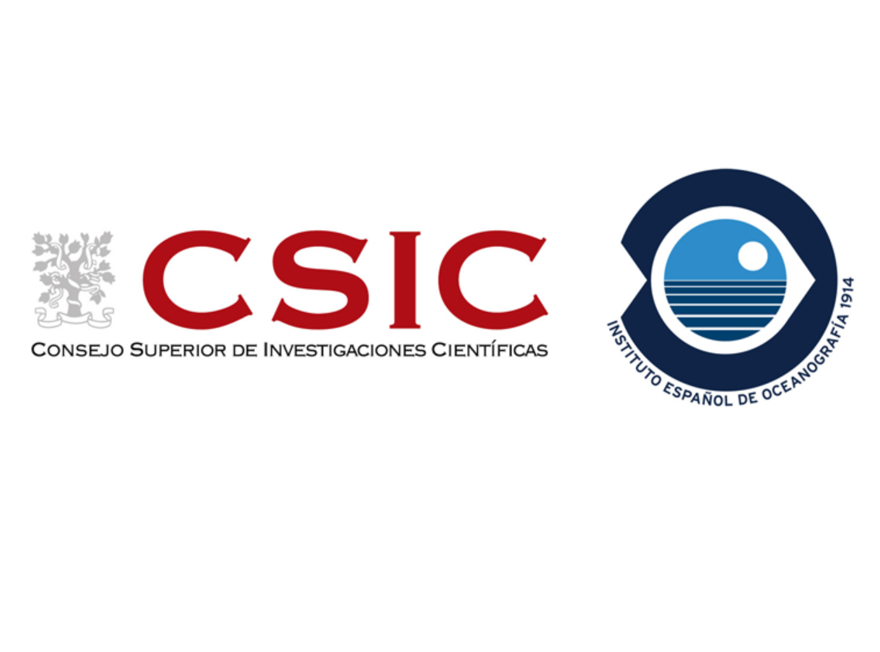 CSIC
CONSEJO SUPERIOR DE INVESTIGACIONES CIENTÍFICAS
INSTITUTO ESPAÑOL DE OCEANOGRAFÍA 1914